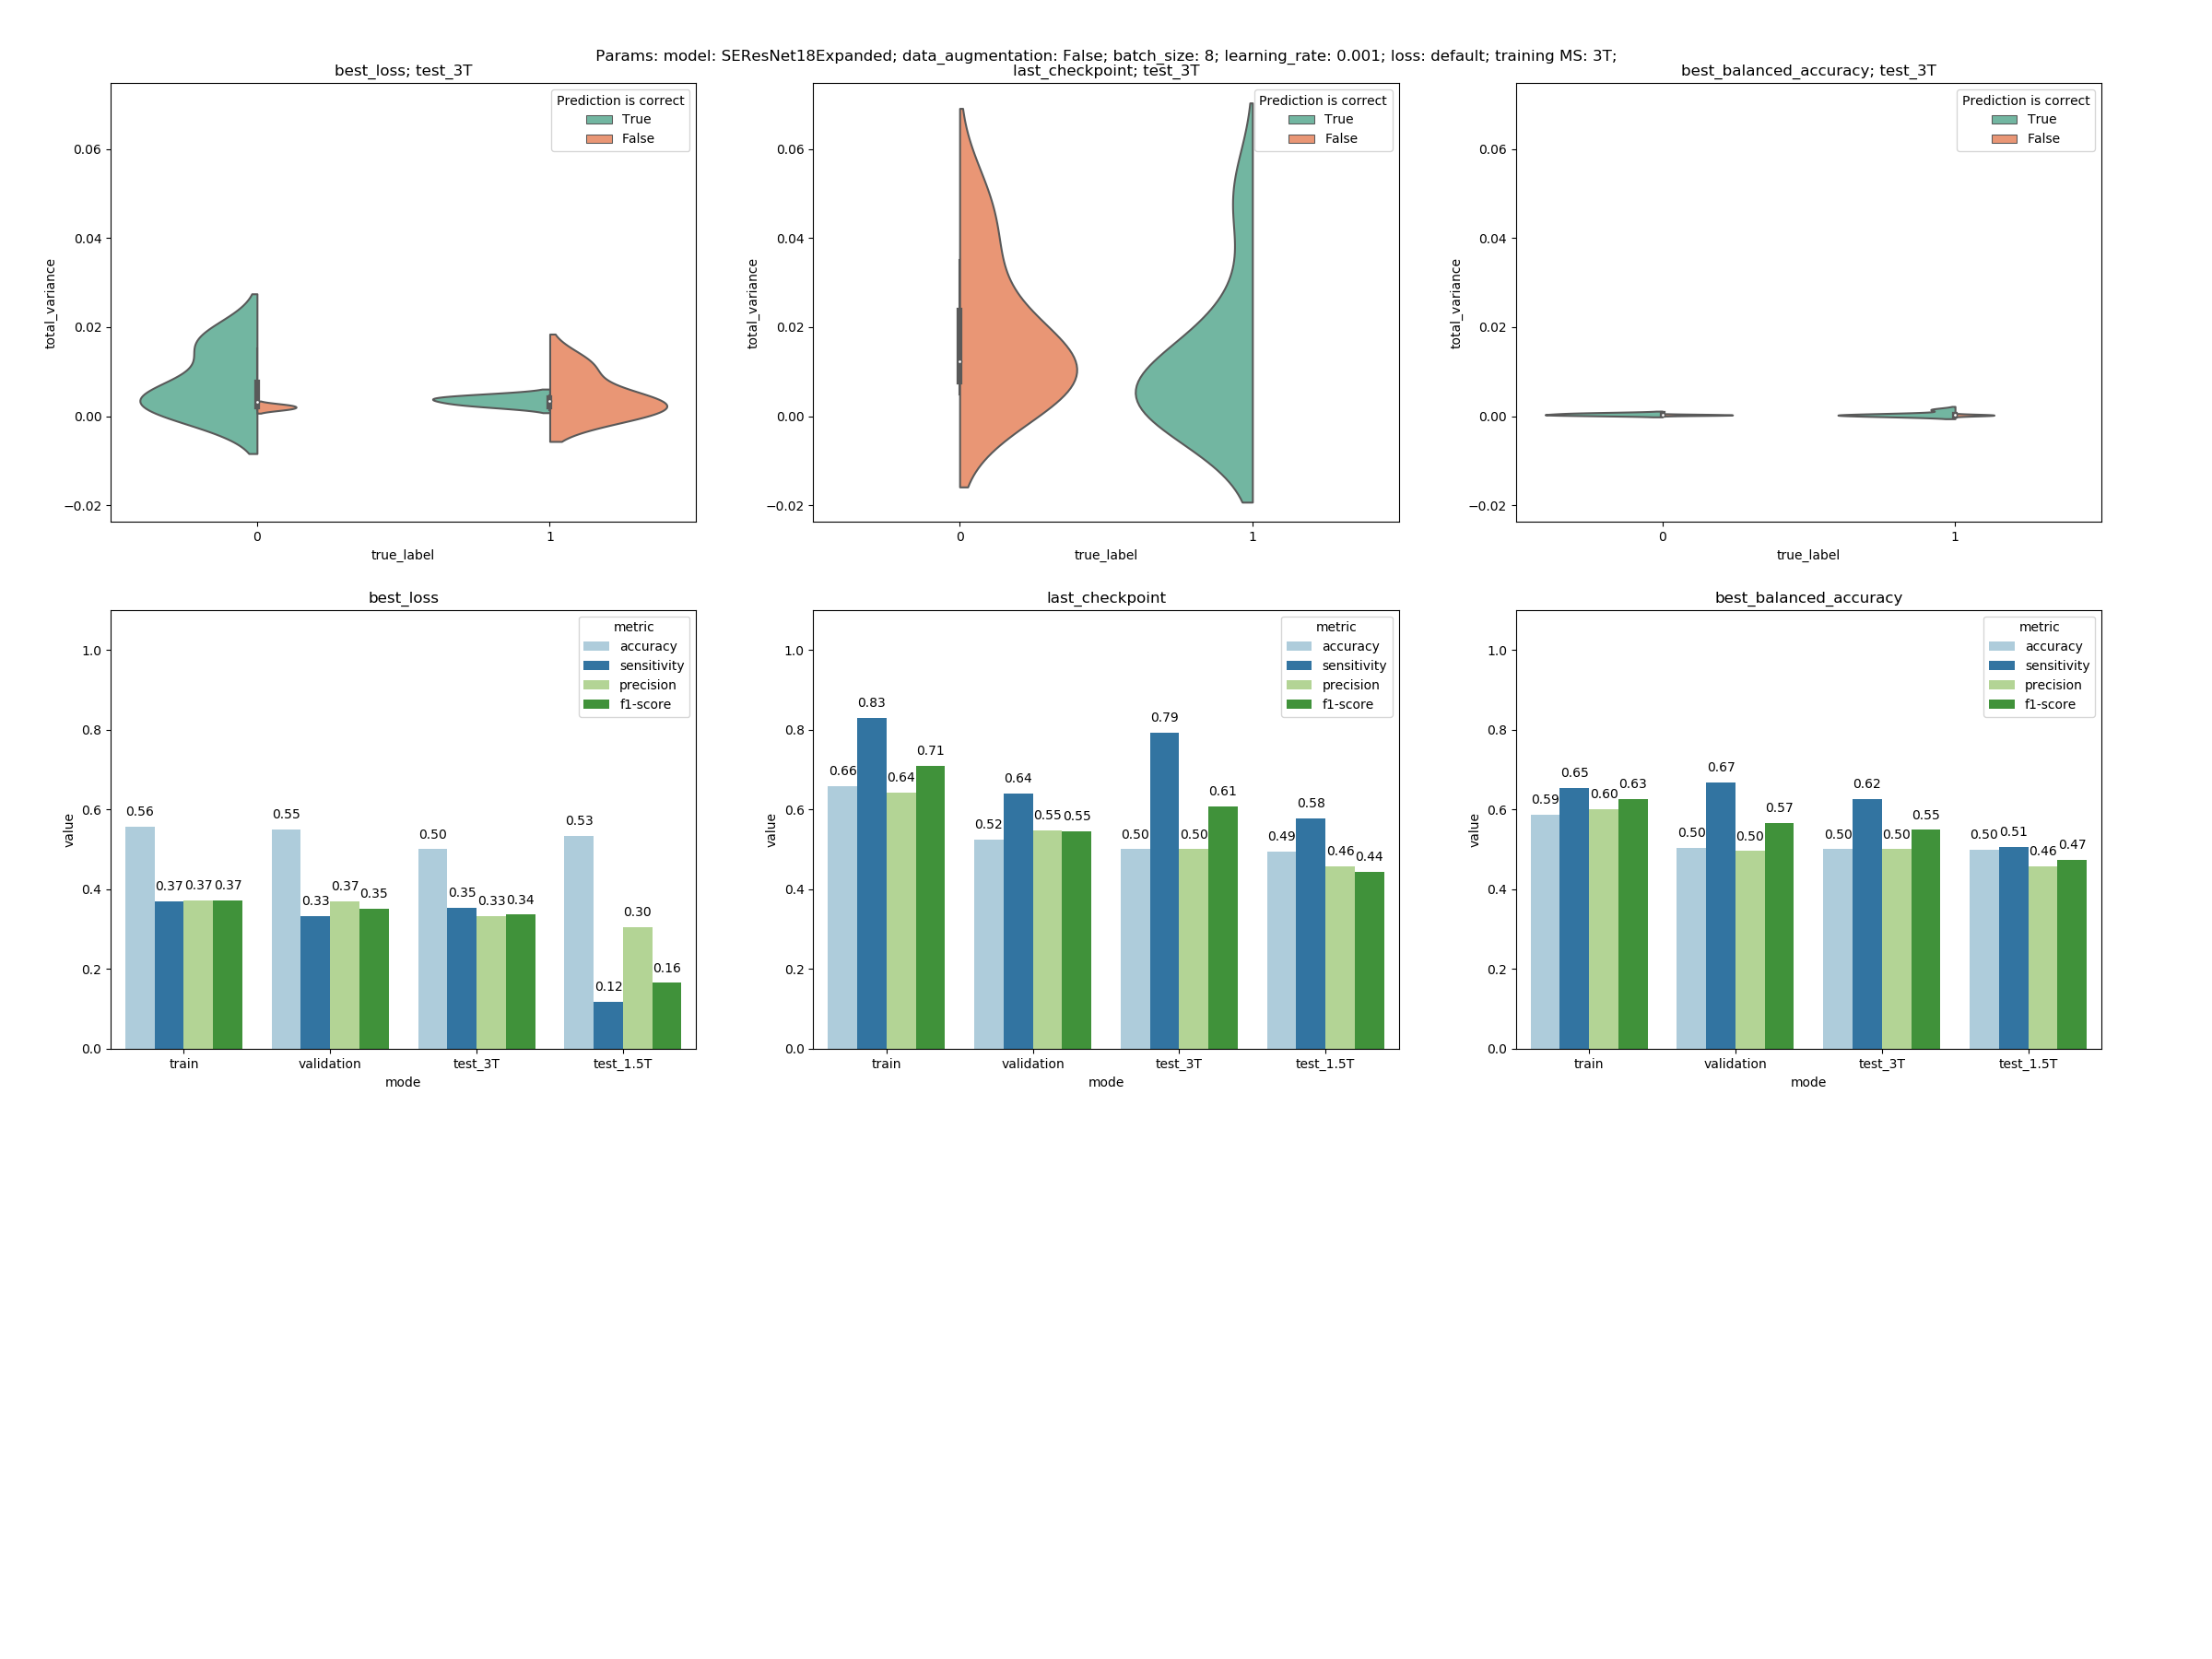 Params: model: SEResNet18Expanded; data_augmentation: False; batch_size: 8; learning_rate: 0.001; loss: default; training MS: 3T;
best_loss; test_3T
Prediction is correct
True
False
0.06
0.04
0.02
0.00
−0.02
total_variance
0
1
true_label
last_checkpoint; test_3T
Prediction is correct
True
False
0.06
0.04
0.02
0.00
−0.02
total_variance
0
1
true_label
best_balanced_accuracy; test_3T
Prediction is correct
True
False
0.06
0.04
0.02
0.00
−0.02
total_variance
0
1
true_label
best_loss
metric
accuracy
sensitivity
precision
f1-score
1.0
0.8
0.6
0.4
0.2
0.0
value
0.56
0.37
0.37
0.37
0.55
0.33
0.37
0.35
0.50
0.35
0.33
0.34
0.53
0.12
0.30
0.16
train
validation
test_3T
test_1.5T
mode
last_checkpoint
metric
accuracy
sensitivity
precision
f1-score
1.0
0.8
0.6
0.4
0.2
0.0
value
0.66
0.83
0.64
0.71
0.52
0.64
0.55
0.55
0.50
0.79
0.50
0.61
0.49
0.58
0.46
0.44
train
validation
test_3T
test_1.5T
mode
best_balanced_accuracy
metric
accuracy
sensitivity
precision
f1-score
1.0
0.8
0.6
0.4
0.2
0.0
value
0.59
0.65
0.60
0.63
0.50
0.67
0.50
0.57
0.50
0.62
0.50
0.55
0.50
0.51
0.46
0.47
train
validation
test_3T
test_1.5T
mode